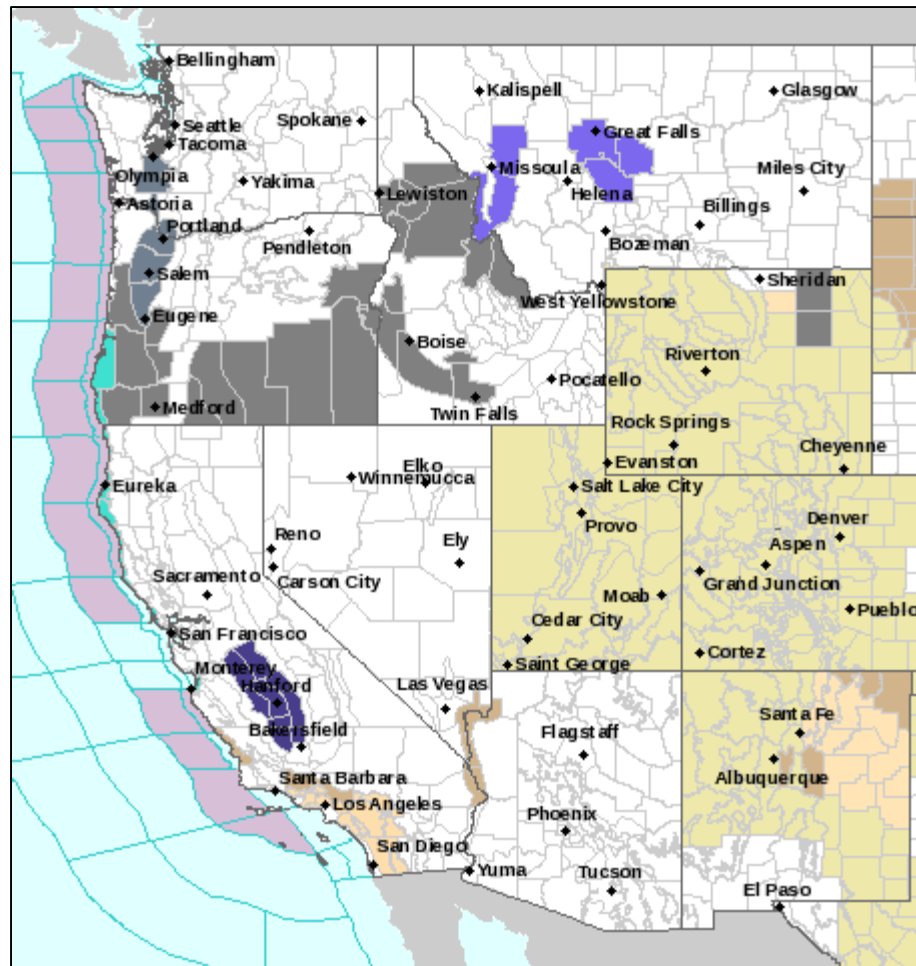 Bellingham
Kalispell
Glasgow
Seattle
Spokane
Great Falls
Tacoma
Missoula
Olympia
Miles City
Yakima
Lewiston
Helena
Astoria
Portland
Billings
Pendleton
Bozeman
Salem
Sheridan
West Yellowstone
Eugene
Boise
Riverton
Pocatello
Medford
Twin Falls
Rock Springs
Cheyenne
Elko
Evanston
Winnemucca
Eureka
Salt Lake City
Provo
Denver
Reno
Ely
Aspen
Sacramento
Carson City
Grand Junction
Moab
Pueblo
Cedar City
San Francisco
Cortez
Monterey
Saint George
Hanford
Las Vegas
Santa Fe
Bakersfield
Flagstaff
Albuquerque
Santa Barbara
Los Angeles
Phoenix
San Diego
Yuma
Tucson
El Paso